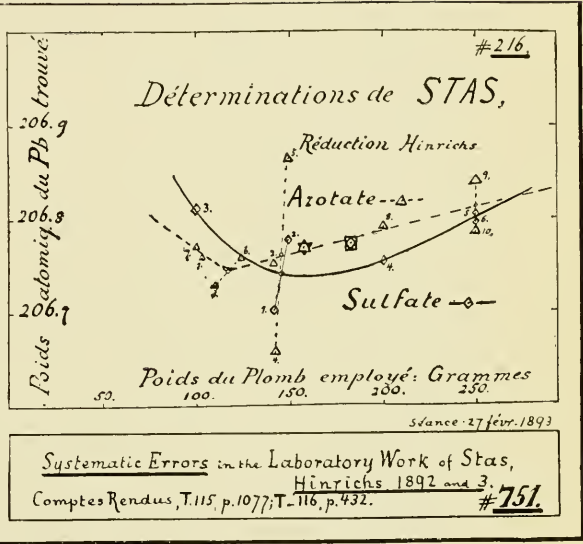 #216.
Déterminations de STAS,
Poids atomiq. du Pb trouvé.
206.9
Réduction Hinrichs
Azotate
206.8
Sulfate
206.7
Poids du Plomb employé: Grammes
50. 100. 150. 200. 250.
Séance · 27 févr. 1893
Systematic Errors in the Laboratory Work of Stas,
Hinrichs 1892 and 3.
Comptes Rendus, T.115, p.1077; T-116, p.432.
#751.